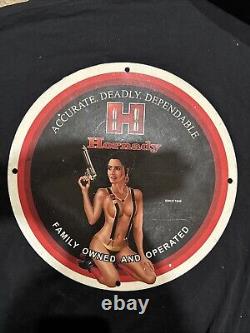 ACCURATE. DEADLY. DEPENDABLE.
H
Hornady
FAMILY OWNED AND OPERATED